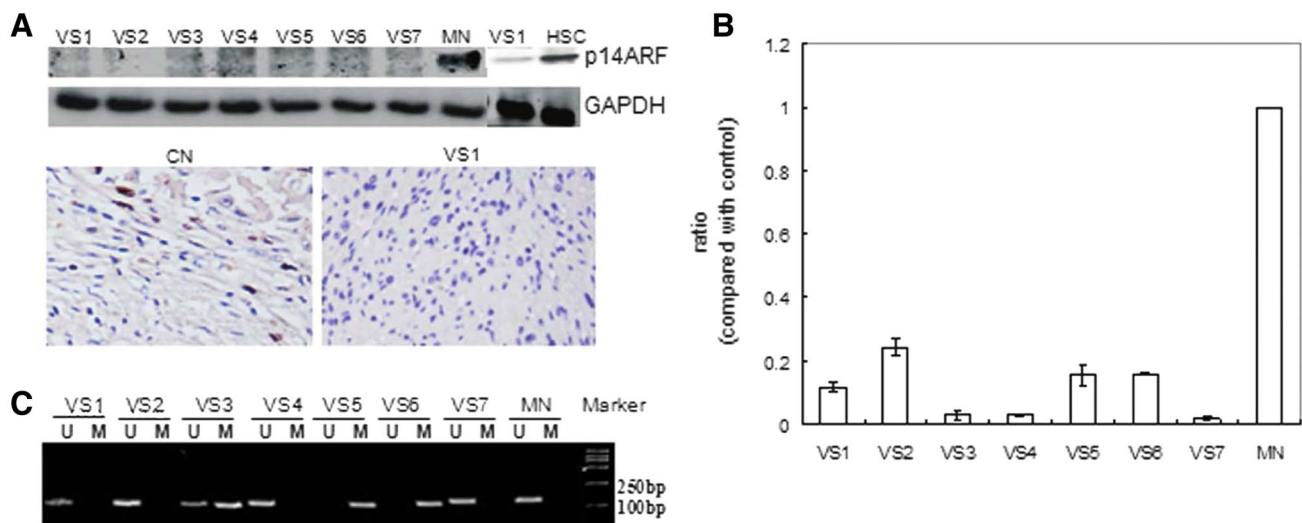 A
VS1 VS2 VS3 VS4 VS5 VS6 VS7 MN VS1 HSC
p14ARF
GAPDH
CN VS1
B
1.2
1
0.8
0.6
0.4
0.2
0
ratio
(compared with control)
VS1 VS2 VS3 VS4 VS5 VS6 VS7 MN
C
VS1 VS2 VS3 VS4 VS5 VS6 VS7 MN Marker
U M U M U M U M U M U M U M U M
250bp
100bp